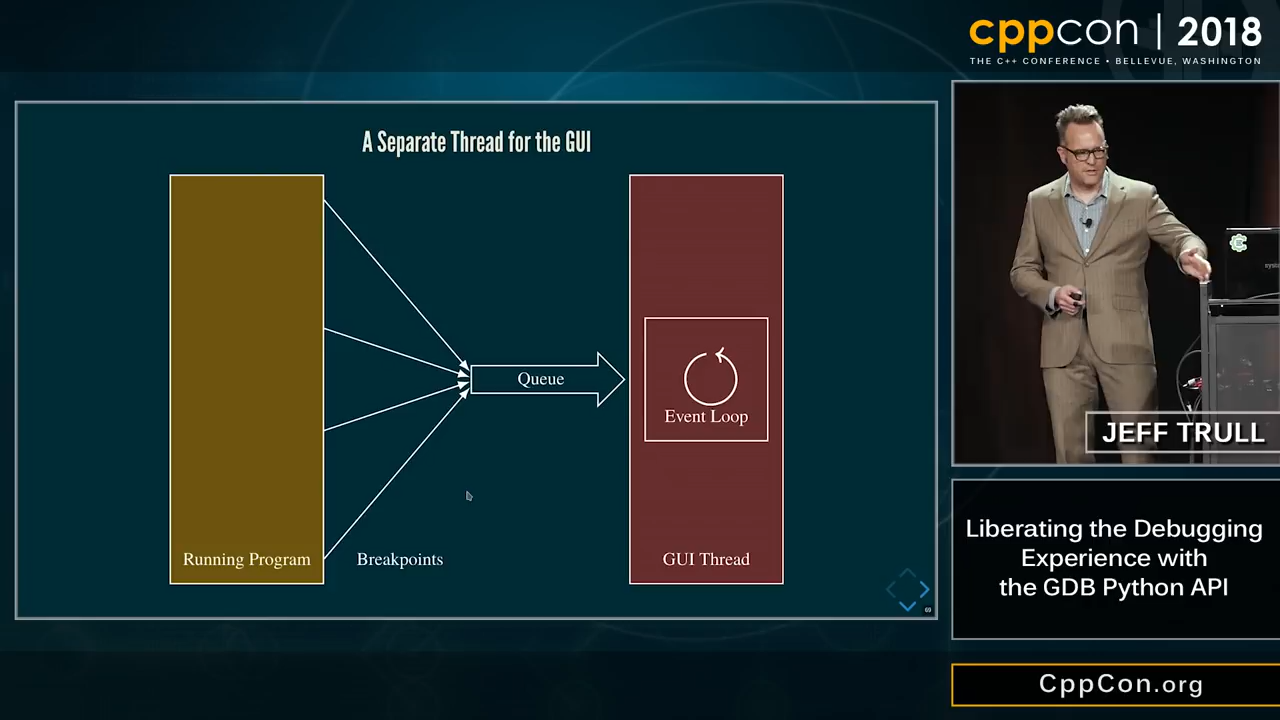 cppcon | 2018
THE C++ CONFERENCE • BELLEVUE, WASHINGTON
A Separate Thread for the GUI
Queue
Event Loop
Running Program
Breakpoints
GUI Thread
69
JEFF TRULL
Liberating the Debugging
Experience with
the GDB Python API
CppCon.org